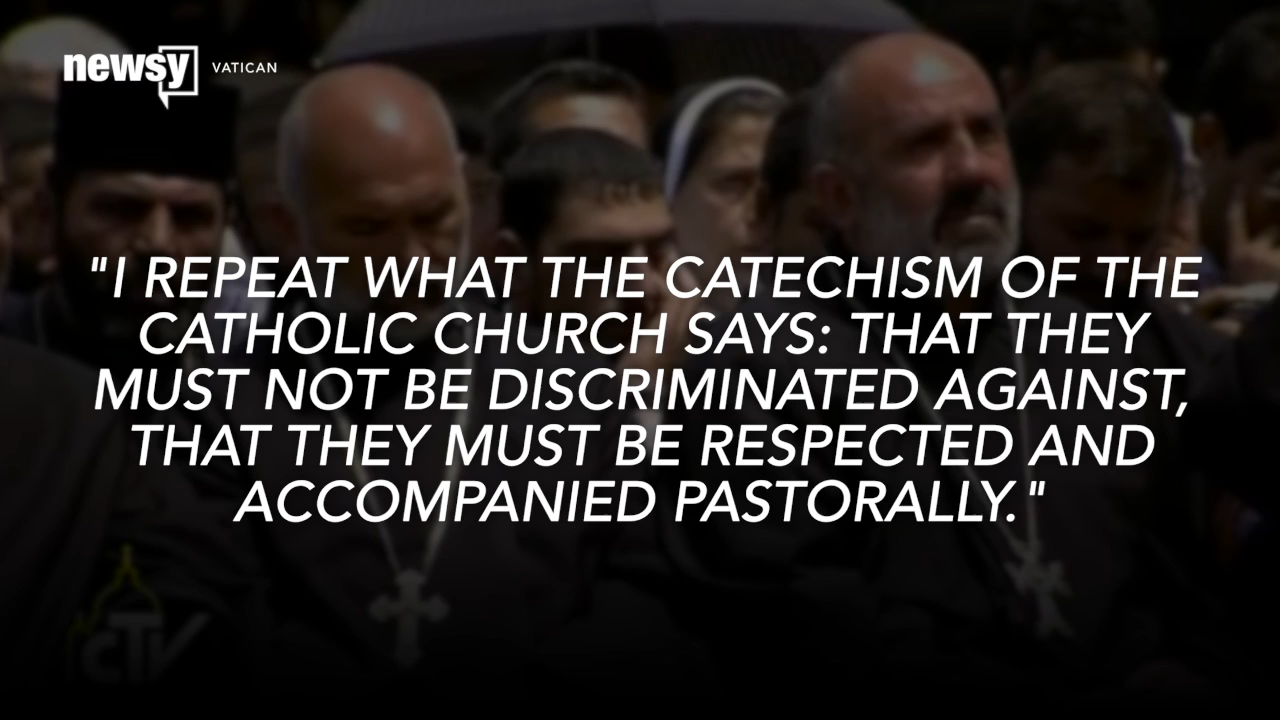 newsy VATICAN
"I REPEAT WHAT THE CATECHISM OF THE
CATHOLIC CHURCH SAYS: THAT THEY
MUST NOT BE DISCRIMINATED AGAINST,
THAT THEY MUST BE RESPECTED AND
ACCOMPANIED PASTORALLY."
CTV